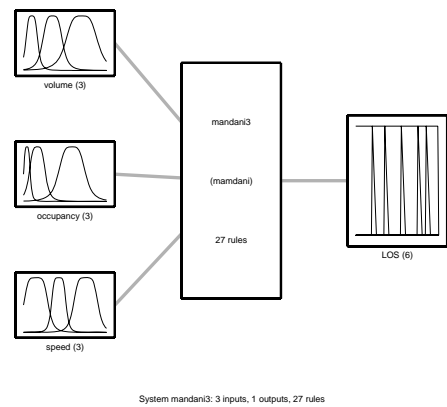 volume (3)
mandani3
(mamdani)
occupancy (3)
27 rules
LOS (6)
speed (3)
System mandani3: 3 inputs, 1 outputs, 27 rules